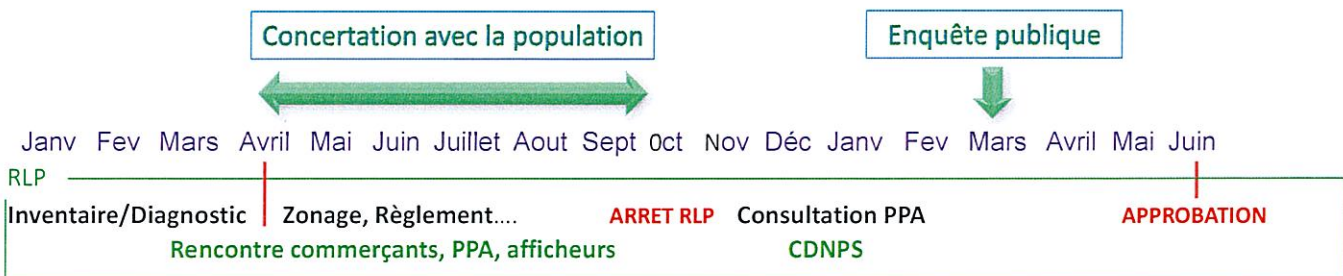 Concertation avec la population Enquête publique
Janv Fev Mars Avril Mai Juin Juillet Aout Sept Oct Nov Déc Janv Fev Mars Avril Mai Juin
RLP
Inventaire/Diagnostic Zonage, Règlement.... ARRET RLP Consultation PPA APPROBATION
Rencontre commerçants, PPA, afficheurs CDNPS